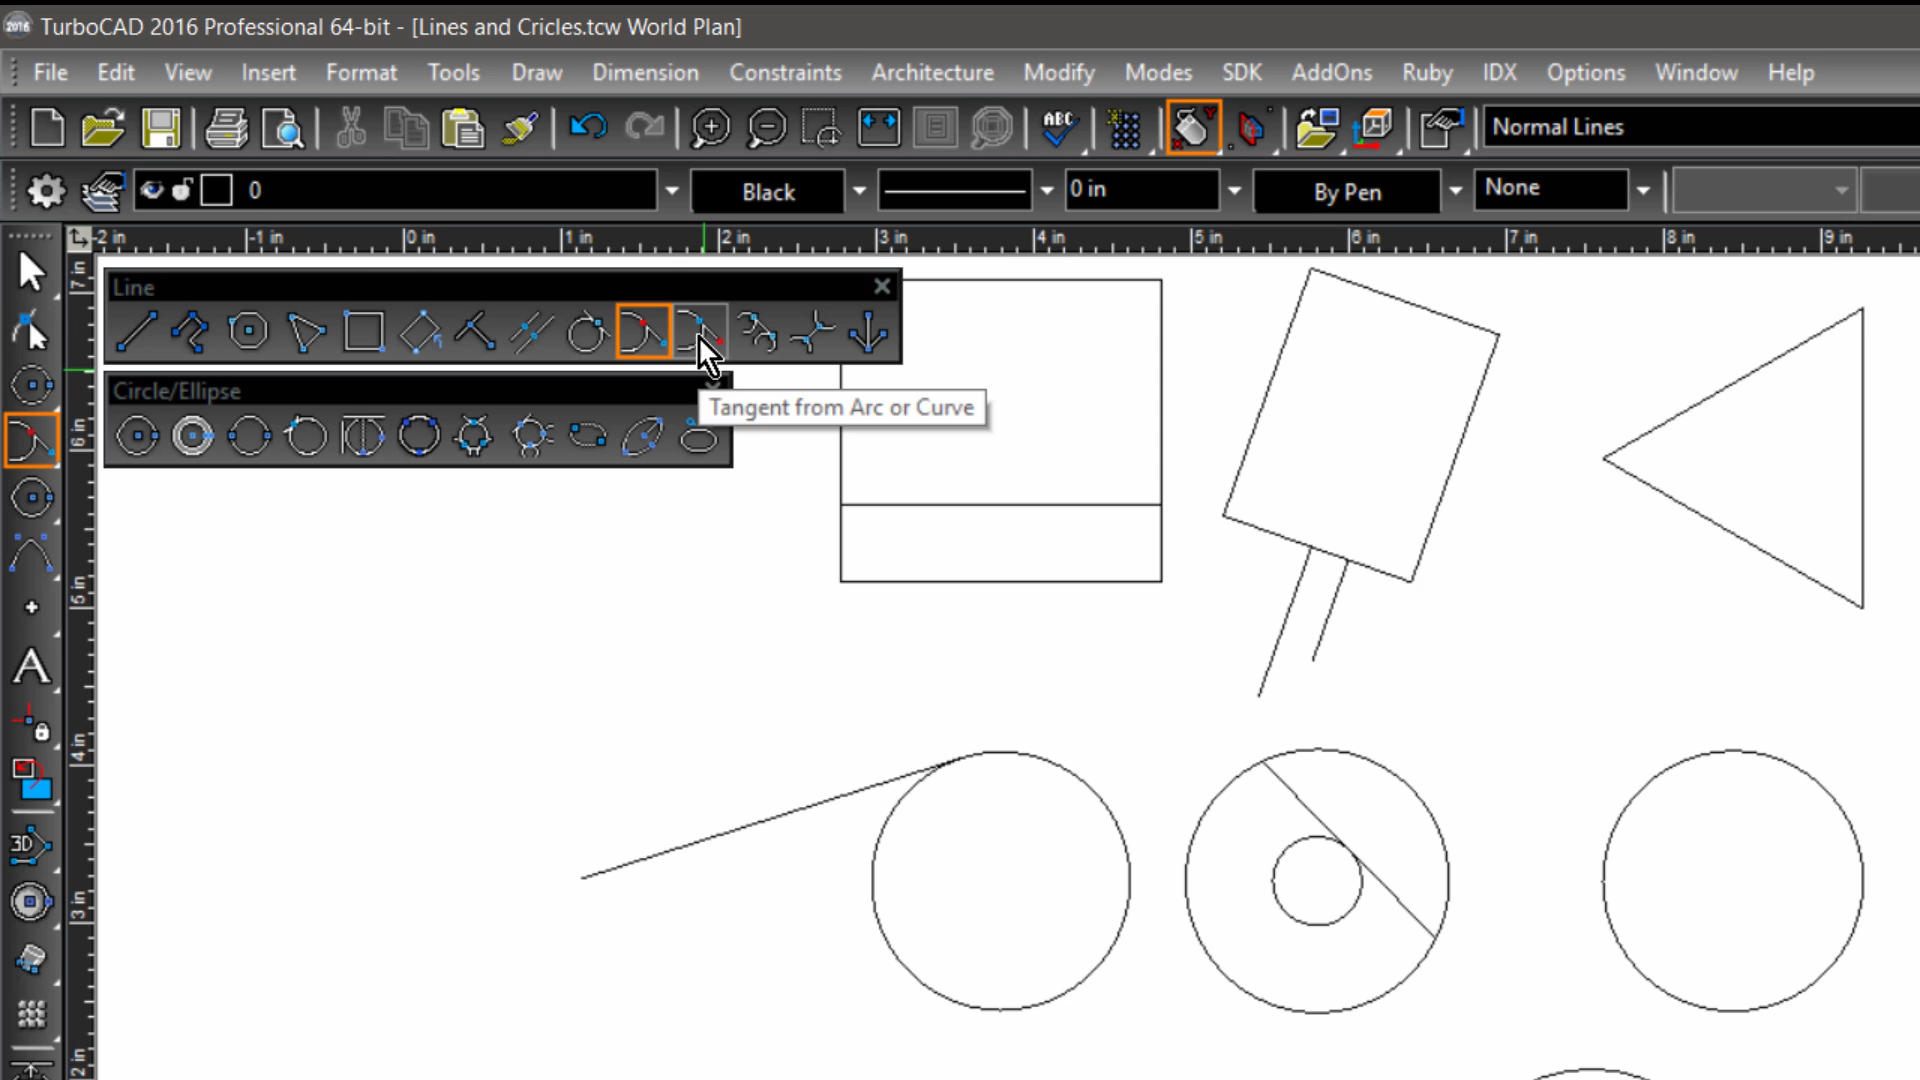 2016 TurboCAD 2016 Professional 64-bit - [Lines and Cricles.tcw World Plan]
File Edit View Insert Format Tools Draw Dimension Constraints Architecture Modify Modes SDK AddOns Ruby IDX Options Window Help
ABC Normal Lines
0 Black 0 in By Pen None
-2 in -1 in 0 in 1 in 2 in 3 in 4 in 5 in 6 in 7 in 8 in 9 in
7 in
Line
Circle/Ellipse
Tangent from Arc or Curve
6 in
5 in
A
4 in
3D
3 in
2 in